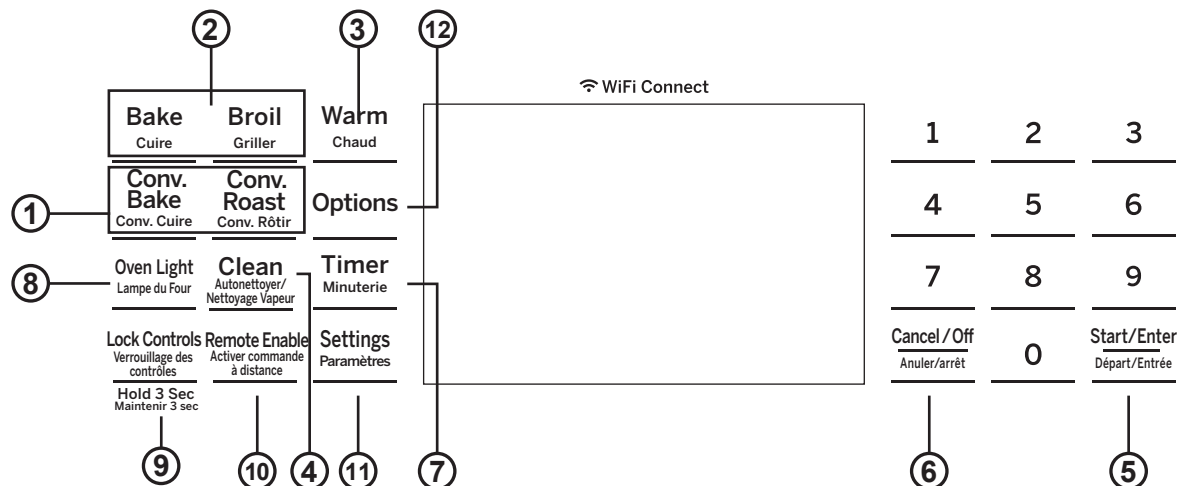 2
3
12
WiFi Connect
Bake
Cuire
Broil
Griller
Warm
Chaud
1
2
3
1
Conv.
Bake
Conv. Cuire
Conv.
Roast
Conv. Rôtir
Options
4
5
6
8
Oven Light
Lampe du Four
Clean
Autonettoyer/
Nettoyage Vapeur
Timer
Minuterie
7
8
9
Lock Controls
Verrouillage des
contrôles
Hold 3 Sec
Maintenir 3 sec
Remote Enable
Activer commande
à distance
Settings
Paramètres
Cancel/Off
Anuler/arrêt
0
Start/Enter
Départ/Entrée
9
10
4
11
7
6
5